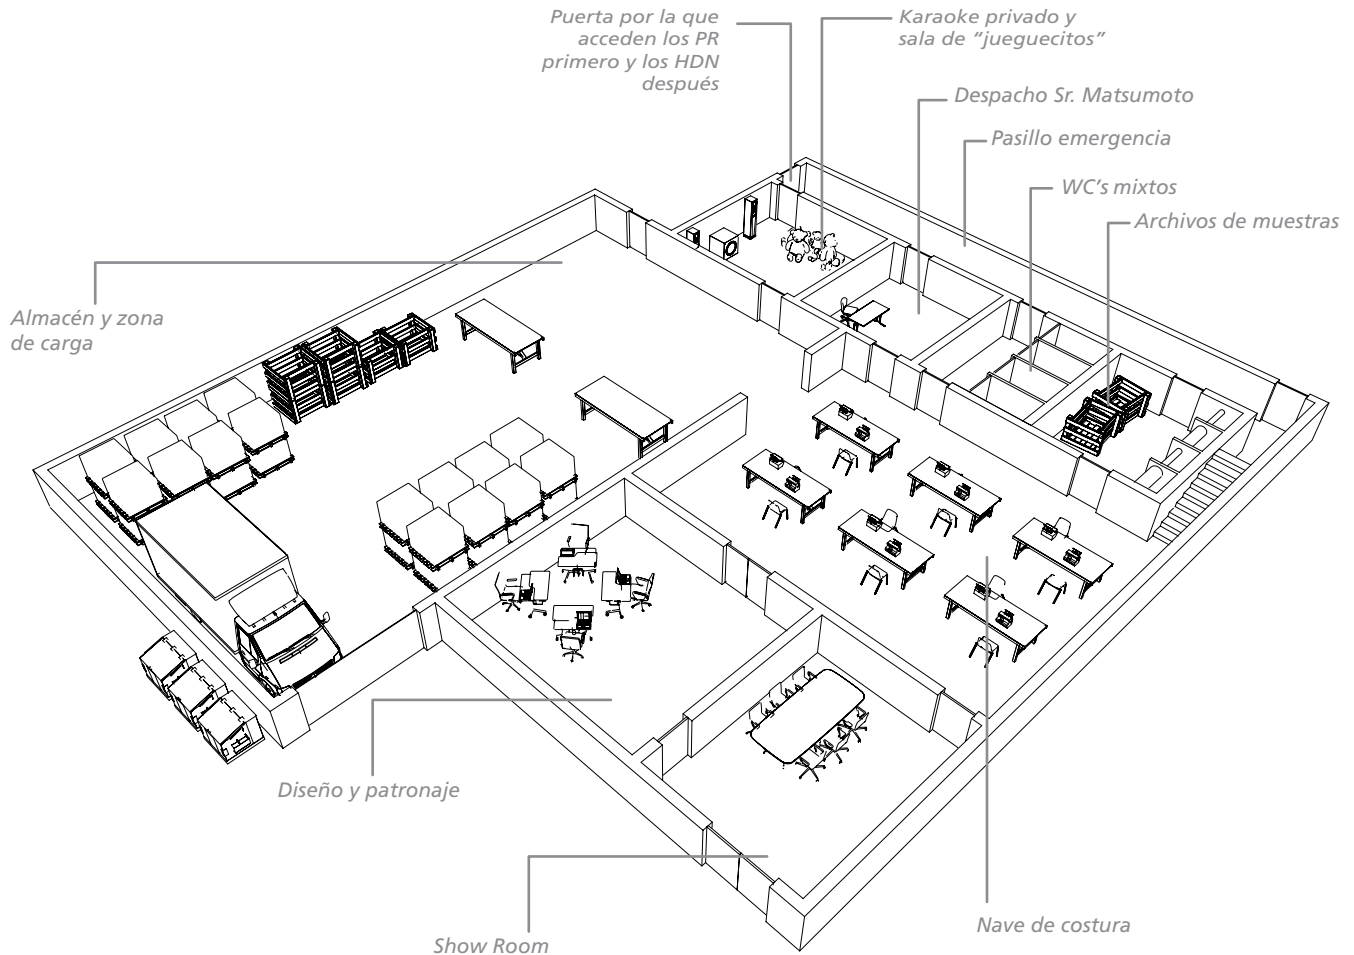 Puerta por la que
acceden los PR
primero y los HDN
después
Karaoke privado y
sala de “jueguecitos”
Despacho Sr. Matsumoto
Pasillo emergencia
WC’s mixtos
Archivos de muestras
Almacén y zona
de carga
Diseño y patronaje
Show Room
Nave de costura